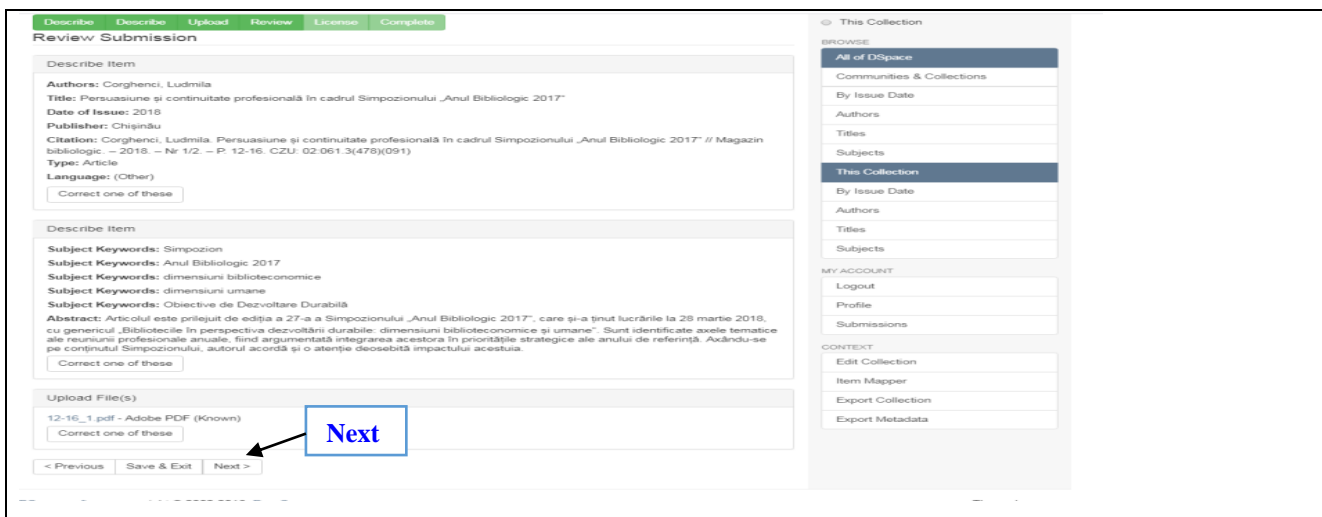 Describe Describe Upload Review License Complete
Review Submission
Describe Item
Authors: Corghenci, Ludmila
Title: Persuasiune și continuitate profesională în cadrul Simpozionului „Anul Bibliologic 2017”
Date of Issue: 2018
Publisher: Chișinău
Citation: Corghenci, Ludmila. Persuasiune și continuitate profesională în cadrul Simpozionului „Anul Bibliologic 2017” // Magazin
bibliologic. – 2018. – Nr 1/2. – P. 12-16. CZU: 02:061.3(478)(091)
Type: Article
Language: (Other)
Correct one of these
Describe Item
Subject Keywords: Simpozion
Subject Keywords: Anul Bibliologic 2017
Subject Keywords: dimensiuni biblioteconomice
Subject Keywords: dimensiuni umane
Subject Keywords: Obiective de Dezvoltare Durabilă
Abstract: Articolul este prilejuit de ediția a 27-a a Simpozionului „Anul Bibliologic 2017”, care și-a ținut lucrările la 28 martie 2018,
cu genericul „Bibliotecile în perspectiva dezvoltării durabile: dimensiuni biblioteconomice și umane”. Sunt identificate axele tematice
ale reuniunii profesionale anuale, fiind argumentată integrarea acestora în prioritățile strategice ale anului de referință. Axându-se
pe conținutul Simpozionului, autorul acordă și o atenție deosebită impactului acestuia.
Correct one of these
Upload File(s)
12-16_1.pdf - Adobe PDF (Known)
Correct one of these
Next
< Previous Save & Exit Next >
This Collection
BROWSE
All of DSpace
Communities & Collections
By Issue Date
Authors
Titles
Subjects
This Collection
By Issue Date
Authors
Titles
Subjects
MY ACCOUNT
Logout
Profile
Submissions
CONTEXT
Edit Collection
Item Mapper
Export Collection
Export Metadata